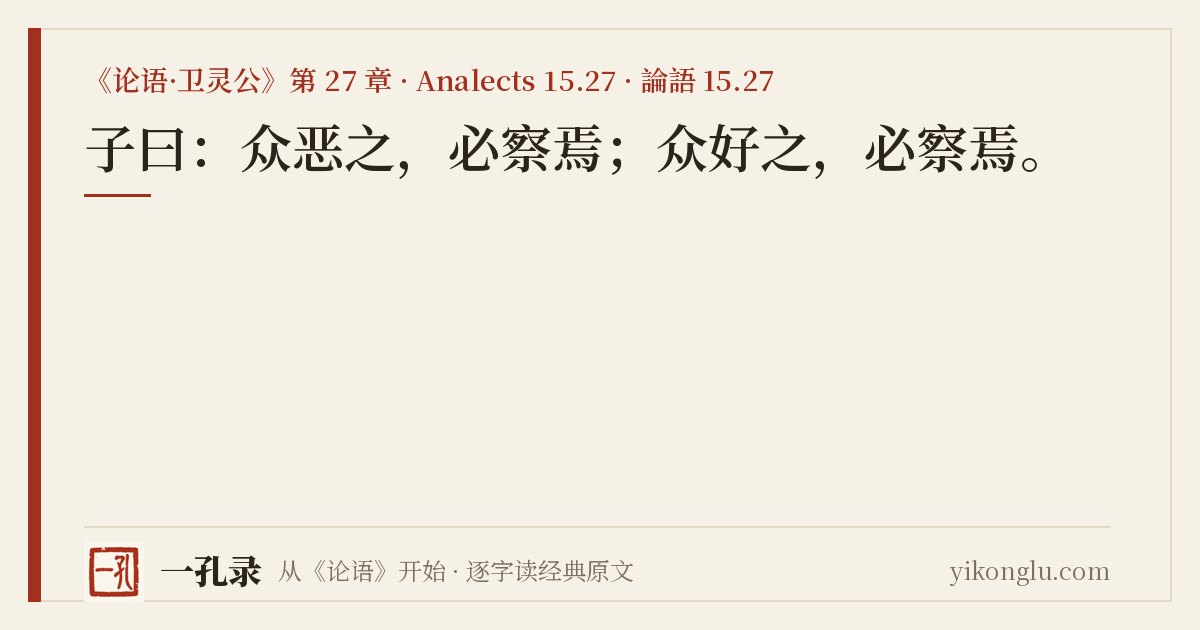 《论语·卫灵公》第 27 章 · Analects 15.27 · 論語 15.27
子曰：众恶之，必察焉；众好之，必察焉。
一孔
一孔录 从《论语》开始 · 逐字读经典原文 yikonglu.com